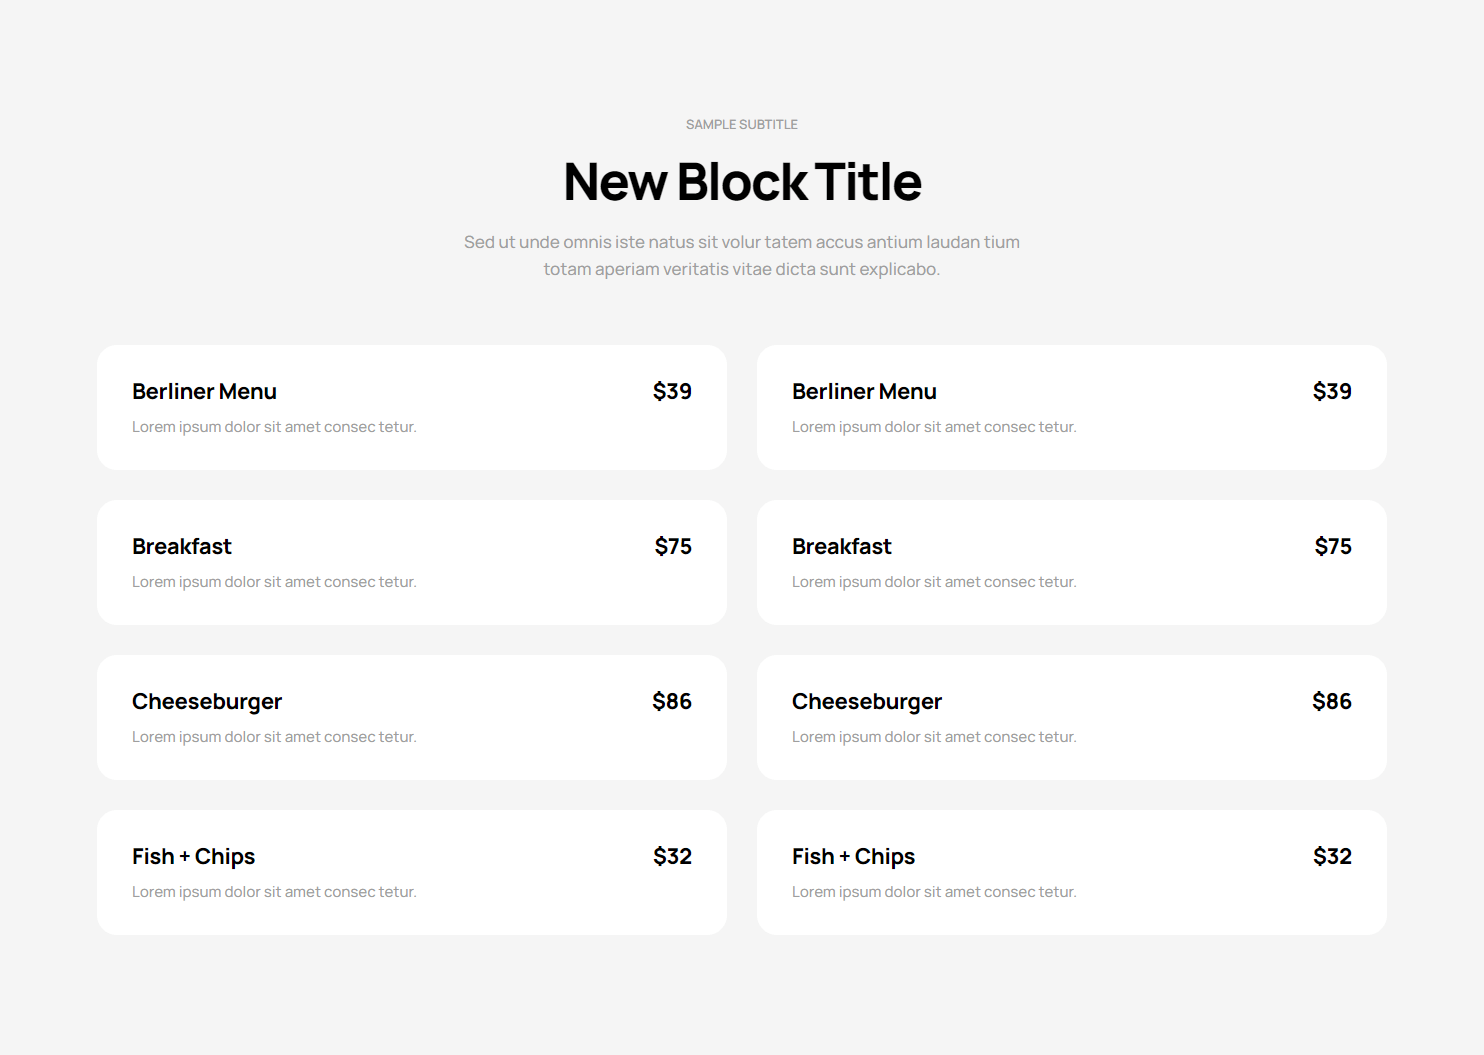 SAMPLE SUBTITLE
New Block Title
Sed ut unde omnis iste natus sit volur tatem accus antium laudan tium
totam aperiam veritatis vitae dicta sunt explicabo.
Berliner Menu $39
Lorem ipsum dolor sit amet consec tetur.
Berliner Menu $39
Lorem ipsum dolor sit amet consec tetur.
Breakfast $75
Lorem ipsum dolor sit amet consec tetur.
Breakfast $75
Lorem ipsum dolor sit amet consec tetur.
Cheeseburger $86
Lorem ipsum dolor sit amet consec tetur.
Cheeseburger $86
Lorem ipsum dolor sit amet consec tetur.
Fish + Chips $32
Lorem ipsum dolor sit amet consec tetur.
Fish + Chips $32
Lorem ipsum dolor sit amet consec tetur.